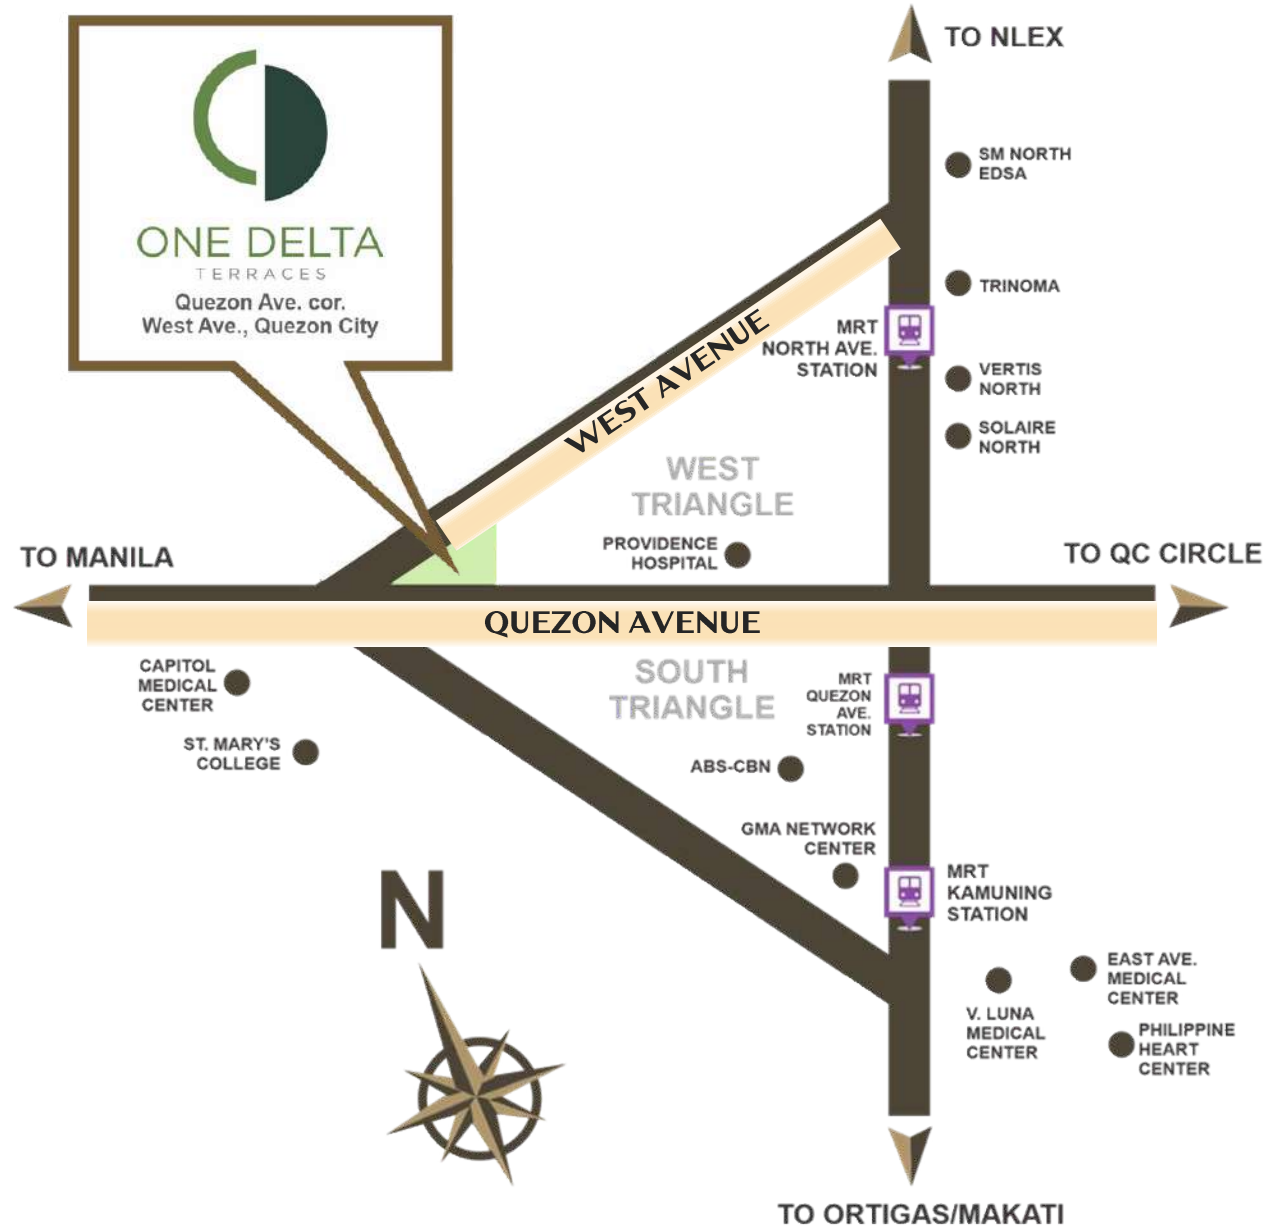 TO NLEX
SM NORTH
EDSA
ONE DELTA
TERRACES
Quezon Ave. cor.
West Ave., Quezon City
TRINOMA
MRT
NORTH AVE.
STATION
WEST AVENUE
VERTIS
NORTH
SOLAIRE
NORTH
WEST
TRIANGLE
PROVIDENCE
HOSPITAL
TO MANILA
TO QC CIRCLE
QUEZON AVENUE
CAPITOL
MEDICAL
CENTER
SOUTH
TRIANGLE
MRT
QUEZON
AVE.
STATION
ST. MARY'S
COLLEGE
ABS-CBN
GMA NETWORK
CENTER
MRT
KAMUNING
STATION
N
EAST AVE.
MEDICAL
CENTER
V. LUNA
MEDICAL
CENTER
PHILIPPINE
HEART
CENTER
TO ORTIGAS/MAKATI